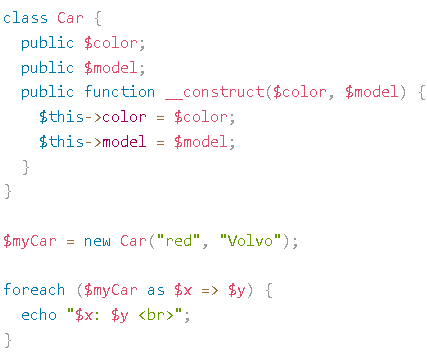 class Car {
  public $color;
  public $model;
  public function __construct($color, $model) {
    $this->color = $color;
    $this->model = $model;
  }
}

$myCar = new Car("red", "Volvo");

foreach ($myCar as $x => $y) {
  echo "$x: $y <br>";
}